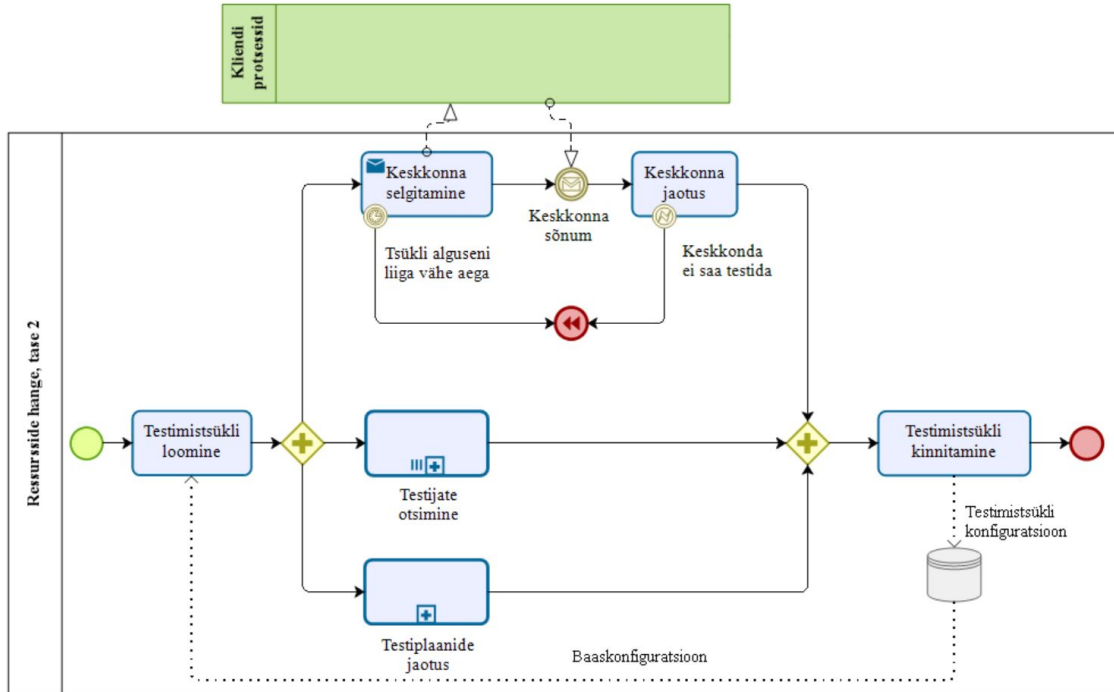 Kliendi
protsessid
Ressursside hange, tase 2
Keskkonna
selgitamine
Keskkonna
sõnum
Keskkonna
jaotus
Tsükli alguseni
liiga vähe aega
Keskkonda
ei saa testida
Testimistsükli
loomine
Testijate
otsimine
Testiplaanide
jaotus
Testimistsükli
kinnitamine
Testimistsükli
konfiguratsioon
Baaskonfiguratsioon